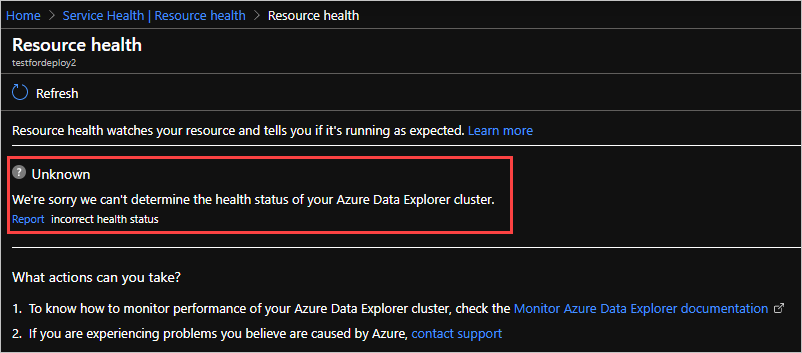 Home > Service Health | Resource health > Resource health
Resource health
testfordeploy2
Refresh
Resource health watches your resource and tells you if it's running as expected. Learn more
? Unknown
We're sorry we can't determine the health status of your Azure Data Explorer cluster.
Report incorrect health status
What actions can you take?
1. To know how to monitor performance of your Azure Data Explorer cluster, check the Monitor Azure Data Explorer documentation
2. If you are experiencing problems you believe are caused by Azure, contact support